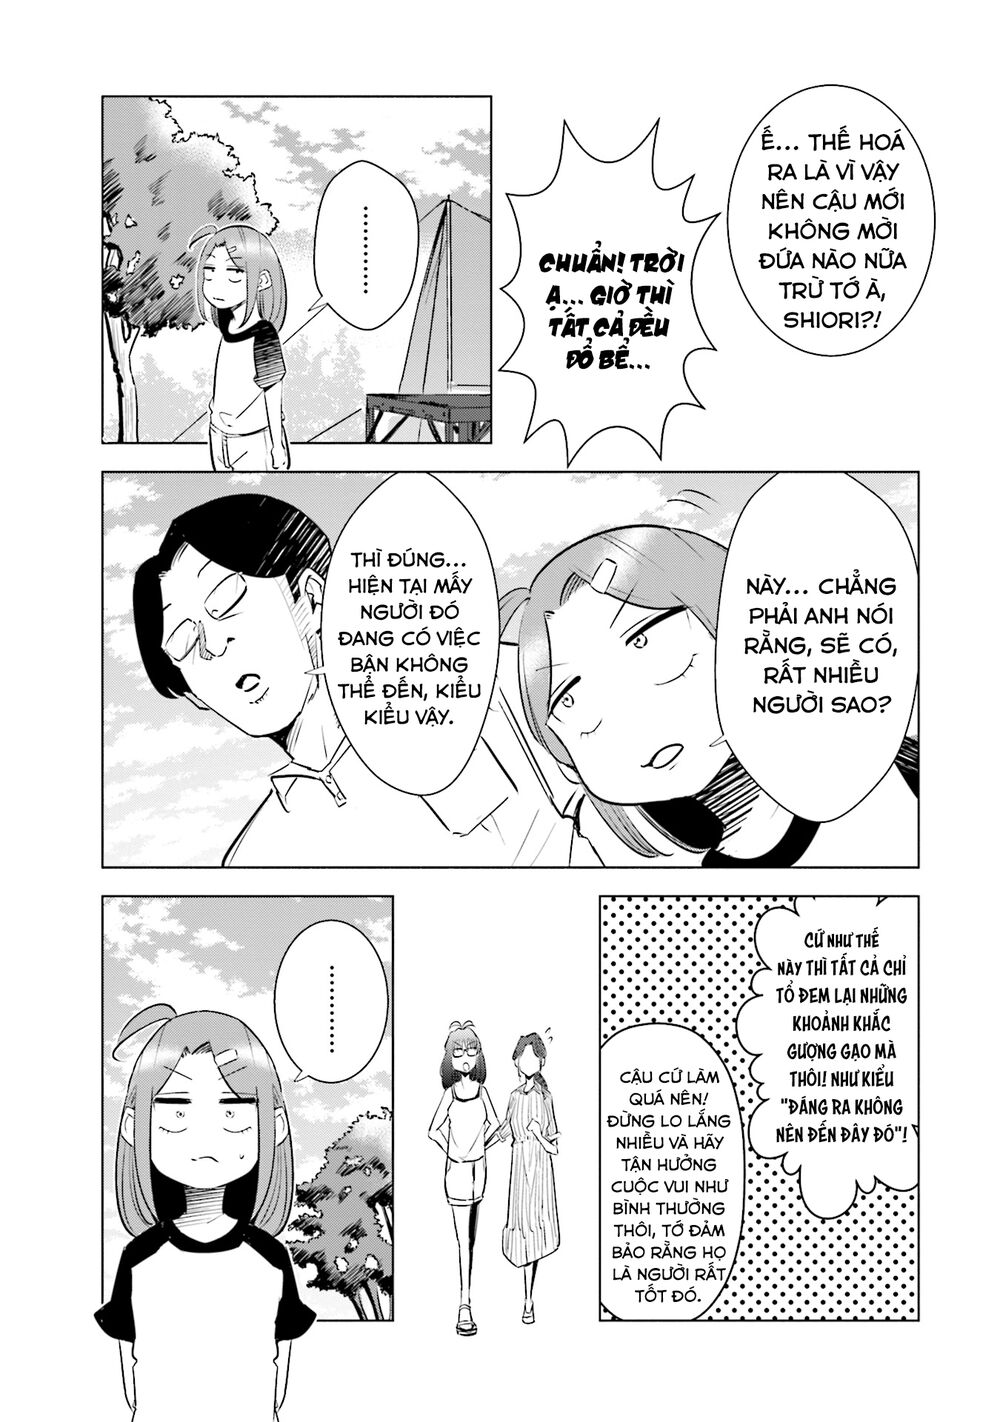 Ế... THẾ HOÁ
RA LÀ VÌ VẬY
NÊN CẬU MỚI
KHÔNG MỜI
ĐỨA NÀO NỮA
TRỪ TỚ À,
SHIORI?!
CHUẨN! TRỜI
Ạ... GIỜ THÌ
TẤT CẢ ĐỀU
ĐỔ BỂ...
.........
NÀY... CHẲNG
PHẢI ANH NÓI
RẰNG, SẼ CÓ,
RẤT NHIỀU
NGƯỜI SAO?
THÌ ĐÚNG...
HIỆN TẠI MẤY
NGƯỜI ĐÓ
ĐANG CÓ VIỆC
BẬN KHÔNG
THỂ ĐẾN, KIỂU
KIỂU VẬY.
CỨ NHƯ THẾ
NÀY THÌ TẤT CẢ CHỈ
TỔ ĐEM LẠI NHỮNG
KHOẢNH KHẮC
GƯỢNG GẠO MÀ
THÔI! NHƯ KIỂU
"ĐÁNG RA KHÔNG
NÊN ĐẾN ĐÂY ĐÓ"!
CẬU CỨ LÀM
QUÁ NÊN!
ĐỪNG LO LẮNG
NHIỀU VÀ HÃY
TẬN HƯỞNG
CUỘC VUI NHƯ
BÌNH THƯỜNG
THÔI, TỚ ĐẢM
BẢO RẰNG HỌ
LÀ NGƯỜI RẤT
TỐT ĐÓ.
.........